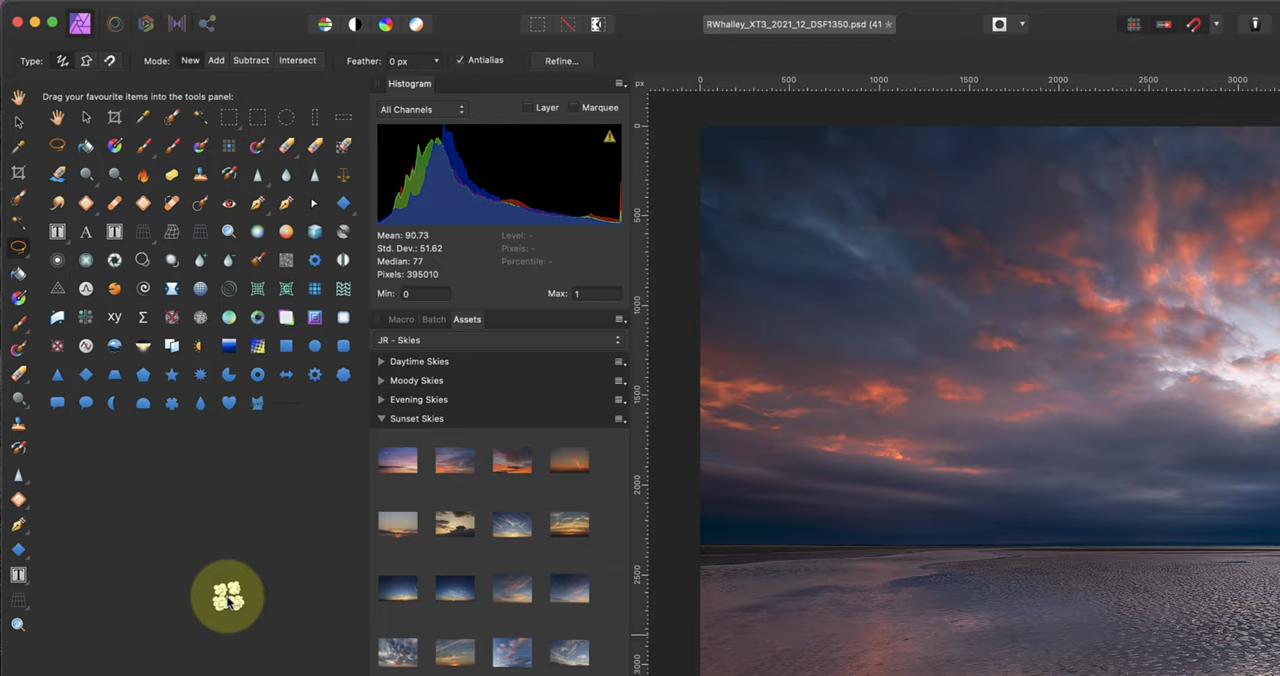 RWhalley_XT3_2021_12_DSF1350.psd (41 *
Type: Mode: New Add Subtract Intersect Feather: 0 px Antialias Refine...
Drag your favourite items into the tools panel:
Histogram
px 0 500 1000 1500 2000 2500 3000
All Channels Layer Marquee
Mean: 90.73 Level: -
Std. Dev.: 51.62 Pixels: -
Median: 77 Percentile: -
Pixels: 395010
Min: 0 Max: 1
Macro Batch Assets
JR - Skies
Daytime Skies
Moody Skies
Evening Skies
Sunset Skies
T A T
xy Σ
T
0
500
1000
1500
2000
2500
3000